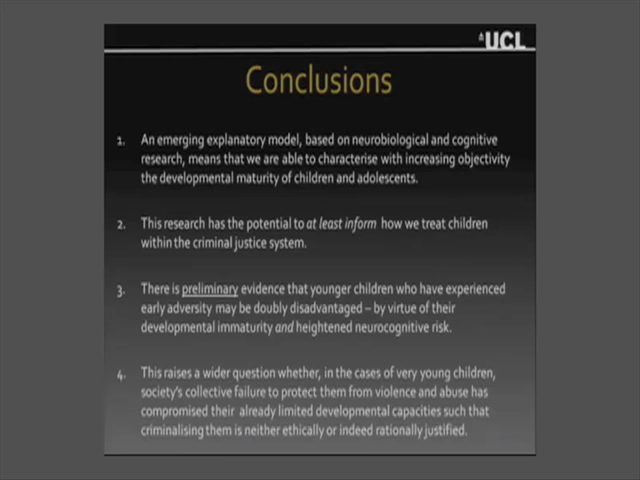 UCL
Conclusions
1. An emerging explanatory model, based on neurobiological and cognitive
research, means that we are able to characterise with increasing objectivity
the developmental maturity of children and adolescents.
2. This research has the potential to at least inform how we treat children
within the criminal justice system.
3. There is preliminary evidence that younger children who have experienced
early adversity may be doubly disadvantaged – by virtue of their
developmental immaturity and heightened neurocognitive risk.
4. This raises a wider question whether, in the cases of very young children,
society's collective failure to protect them from violence and abuse has
compromised their already limited developmental capacities such that
criminalising them is neither ethically or indeed rationally justified.